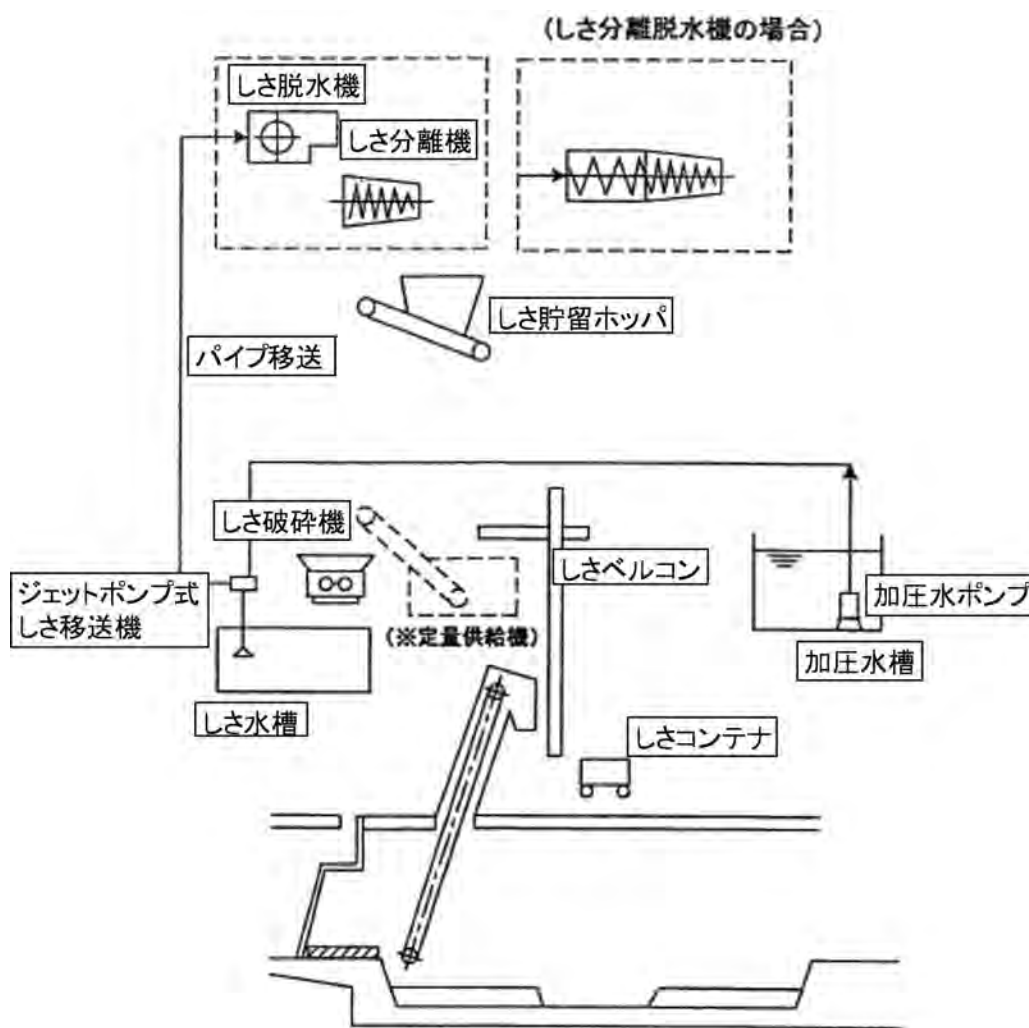 (しさ分離脱水機の場合)
しさ脱水機
しさ分離機
しさ貯留ホッパ
パイプ移送
しさ破砕機
しさベルコン
ジェットポンプ式
しさ移送機
加圧水ポンプ
(※定量供給機)
加圧水槽
しさ水槽
しさコンテナ